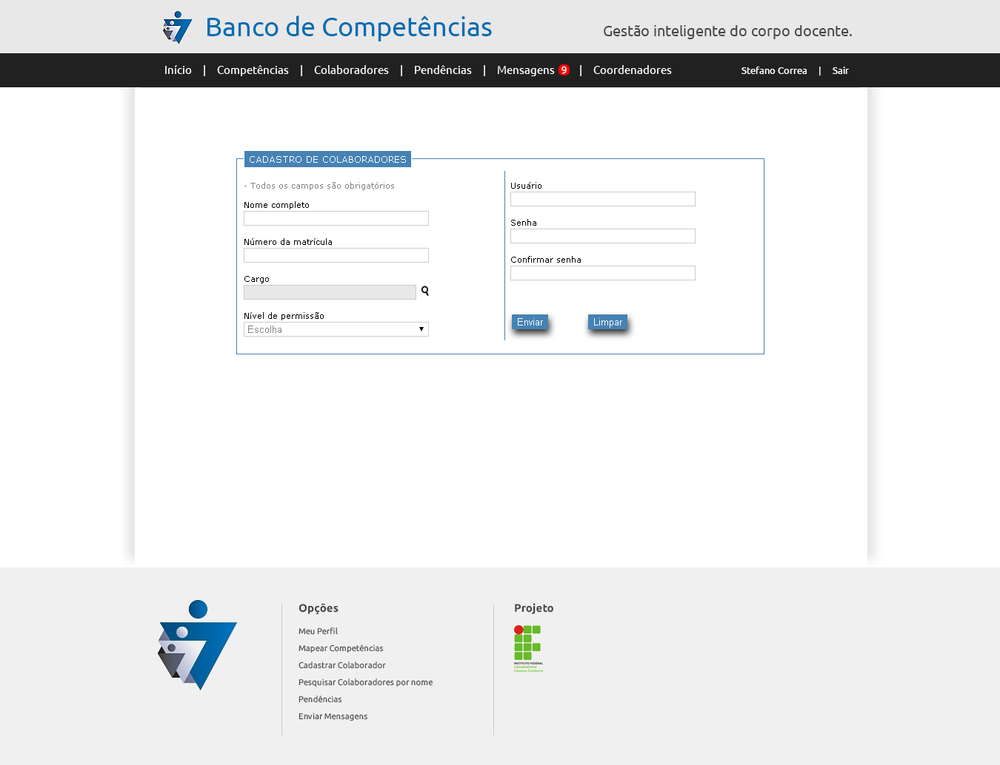 Banco de Competências
Gestão inteligente do corpo docente.
Início | Competências | Colaboradores | Pendências | Mensagens 9 | Coordenadores
Stefano Correa | Sair
CADASTRO DE COLABORADORES
- Todos os campos são obrigatórios
Nome completo
Número da matrícula
Cargo
Nível de permissão
Escolha
Usuário
Senha
Confirmar senha
Enviar
Limpar
Opções
Meu Perfil
Mapear Competências
Cadastrar Colaborador
Pesquisar Colaboradores por nome
Pendências
Enviar Mensagens
Projeto
INSTITUTO FEDERAL
CATARINENSE
Campus Camboriú